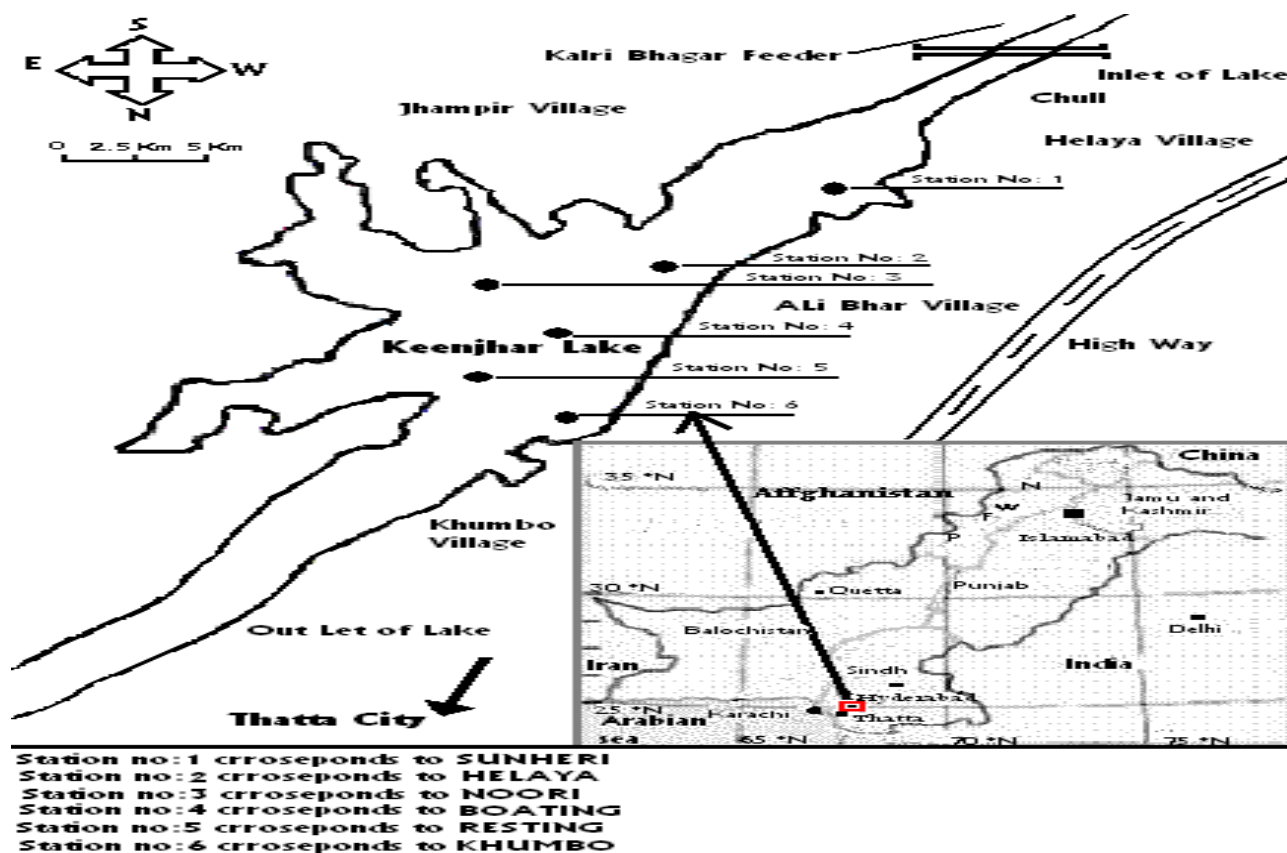 S
E
W
N
0 2.5 Km 5 Km
Kalri Bhagar Feeder
Inlet of Lake
Chull
Jhampir Village
Helaya Village
Station No: 1
Station No: 2
Station No: 3
ALi Bhar Village
Station No: 4
Keenjhar Lake
High Way
Station No: 5
Station No: 6
Khumbo
Village
Out Let of Lake
Thatta City
China
35 °N
Affghanistan
N
W
F
P
Jamu and
Kashmir
Islamabad
30 °N
Quetta
Punjab
Balochistan
Delhi
Iran
Sindh
India
Hyderabad
25 °N
Karachi
Thatta
Arabian
sea
65 °N
70 °N
75 °N
Station no:1 crroseponds to SUNHERI
Station no:2 crroseponds to HELAYA
Station no:3 crroseponds to NOORI
Station no:4 crroseponds to BOATING
Station no:5 crroseponds to RESTING
Station no:6 crroseponds to KHUMBO